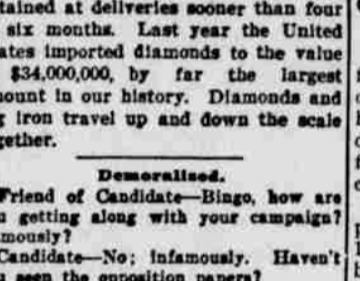 tained at deliveries sooner than four
six months. Last year the United
ates imported diamonds to the value
$34,000,000, by far the largest
ount in our history. Diamonds and
g iron travel up and down the scale
gether.
Demoralised.
Friend of Candidate—Bingo, how are
u getting along with your campaign?
mously?
Candidate—No; infamously. Haven't
u seen the opposition papers?